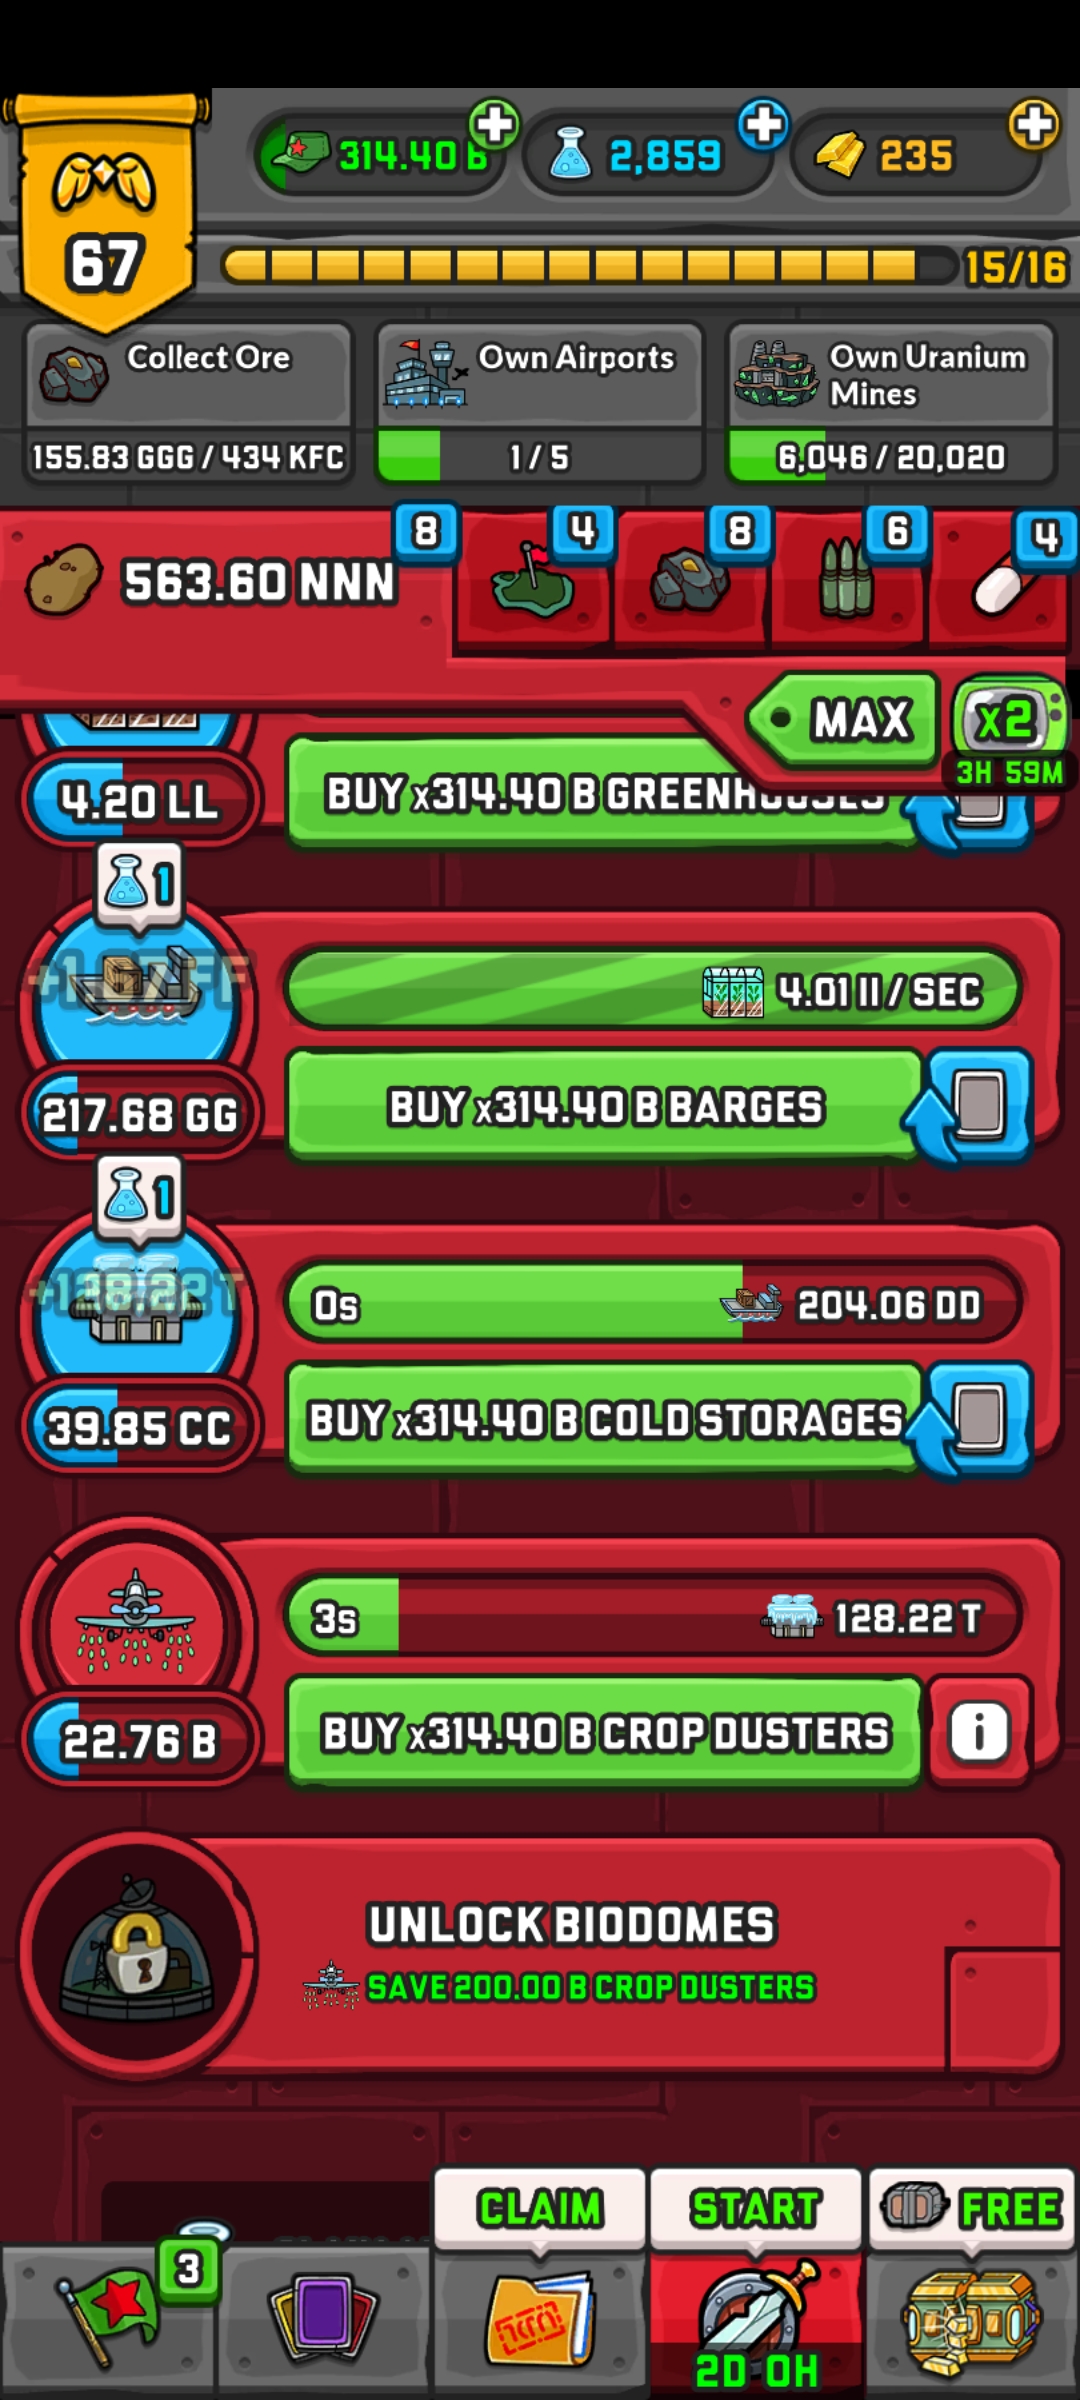 314.40 B
2,859
235
67
15/16
Collect Ore
Own Airports
Own Uranium
Mines
155.83 GGG / 434 KFC
1 / 5
6,046 / 20,020
8
4
8
6
4
563.60 NNN
MAX
x2
3H 59M
4.20 LL
BUY x314.40 B GREENHOUSES
1
4.01 II / SEC
217.68 GG
BUY x314.40 B BARGES
1
+128.22 T
0s
204.06 DD
39.85 CC
BUY x314.40 B COLD STORAGES
3s
128.22 T
22.76 B
BUY x314.40 B CROP DUSTERS
i
UNLOCK BIODOMES
SAVE 200.00 B CROP DUSTERS
CLAIM
START
FREE
3
2D 0H